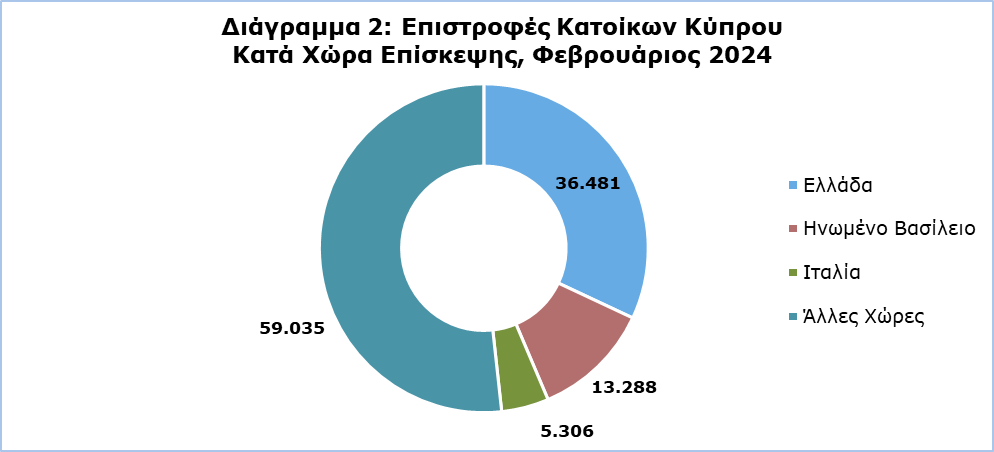 Διάγραμμα 2: Επιστροφές Κατοίκων Κύπρου
Κατά Χώρα Επίσκεψης, Φεβρουάριος 2024
36.481
13.288
5.306
59.035
Ελλάδα
Ηνωμένο Βασίλειο
Ιταλία
Άλλες Χώρες